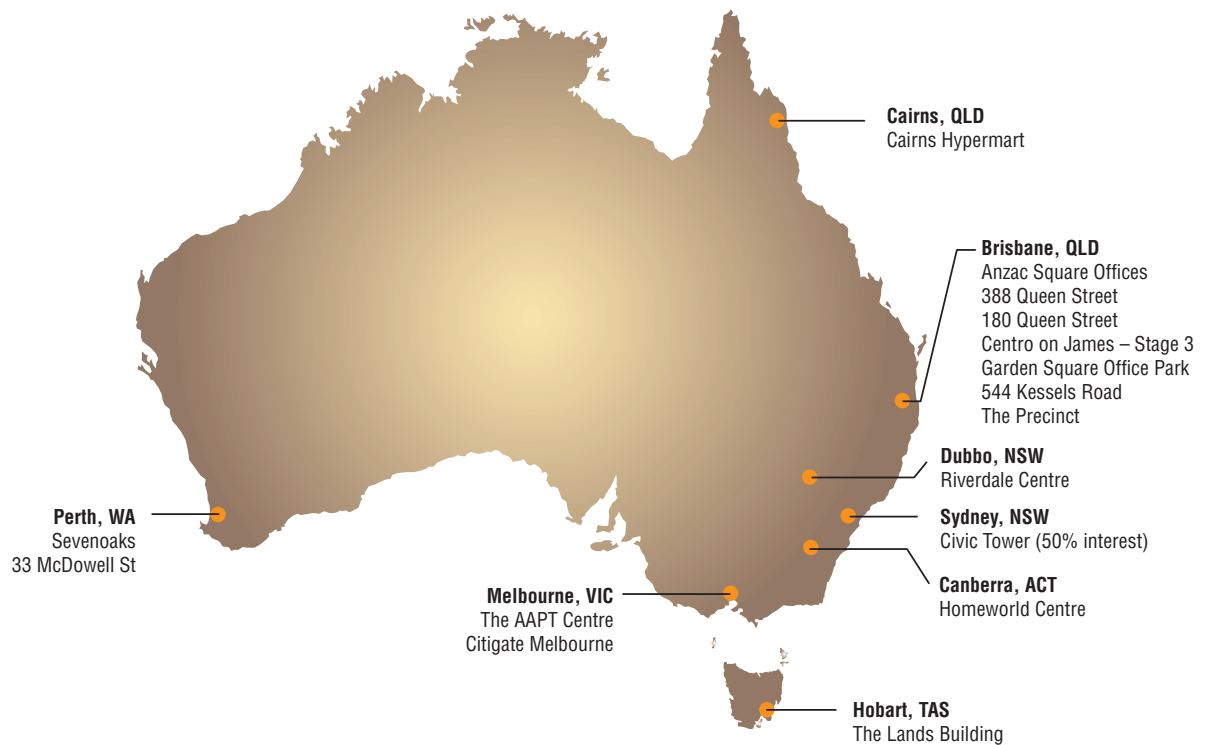 Cairns, QLD
Cairns Hypermart
Brisbane, QLD
Anzac Square Offices
388 Queen Street
180 Queen Street
Centro on James – Stage 3
Garden Square Office Park
544 Kessels Road
The Precinct
Dubbo, NSW
Riverdale Centre
Sydney, NSW
Civic Tower (50% interest)
Canberra, ACT
Homeworld Centre
Perth, WA
Sevenoaks
33 McDowell St
Melbourne, VIC
The AAPT Centre
Citigate Melbourne
Hobart, TAS
The Lands Building